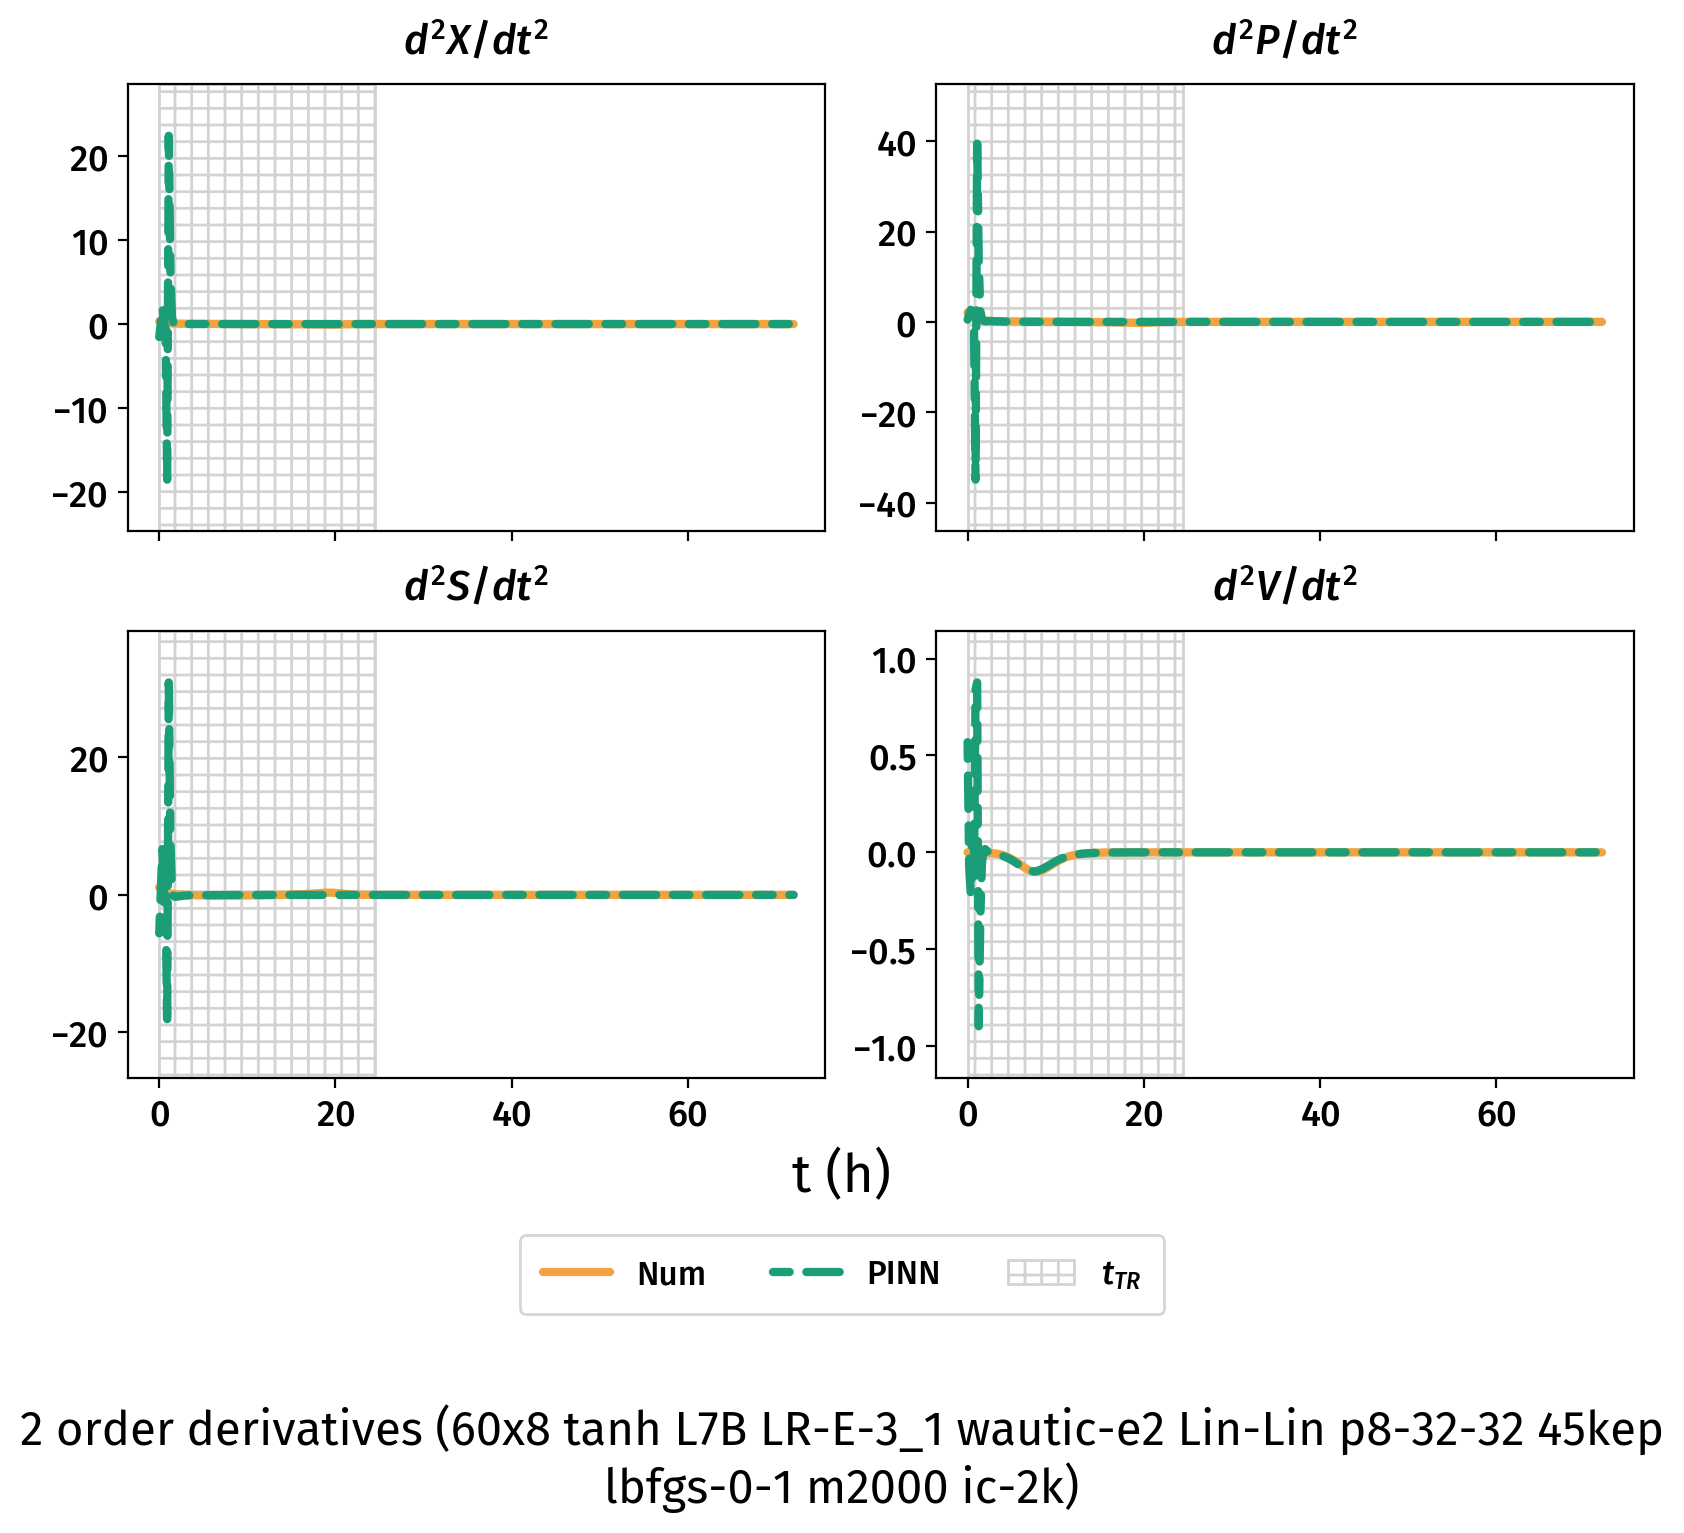 d²X/dt²
d²P/dt²
20
10
0
−10
−20
40
20
0
−20
−40
d²S/dt²
d²V/dt²
20
0
−20
1.0
0.5
0.0
−0.5
−1.0
0 20 40 60
0 20 40 60
t (h)
Num PINN t_TR
2 order derivatives (60x8 tanh L7B LR-E-3_1 wautic-e2 Lin-Lin p8-32-32 45kep
lbfgs-0-1 m2000 ic-2k)